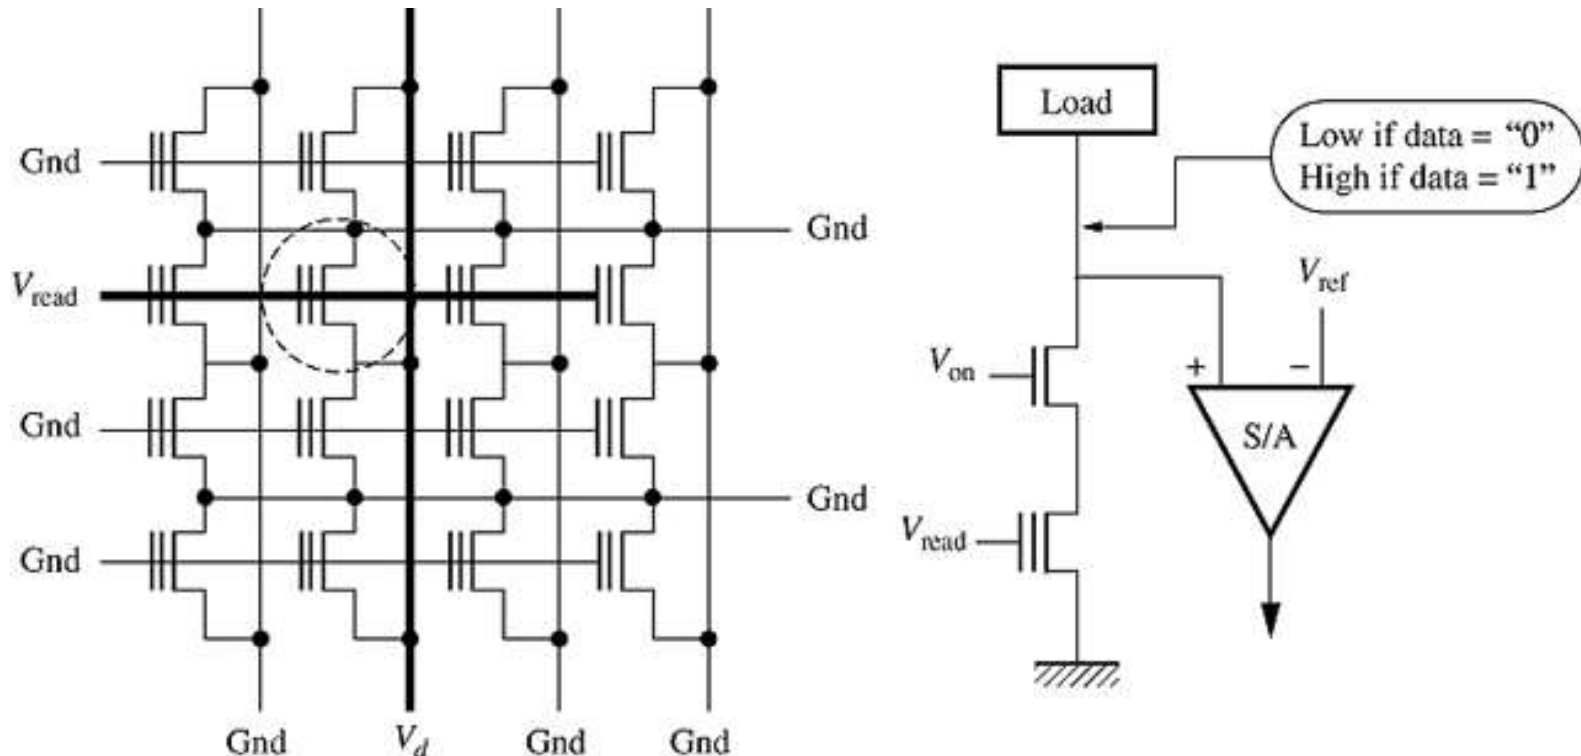 Gnd
Gnd
V_read
Gnd
Gnd
Gnd
Gnd
V_d
Gnd
Gnd
Gnd
Load
Low if data = “0”
High if data = “1”
V_ref
V_on
+
−
S/A
V_read